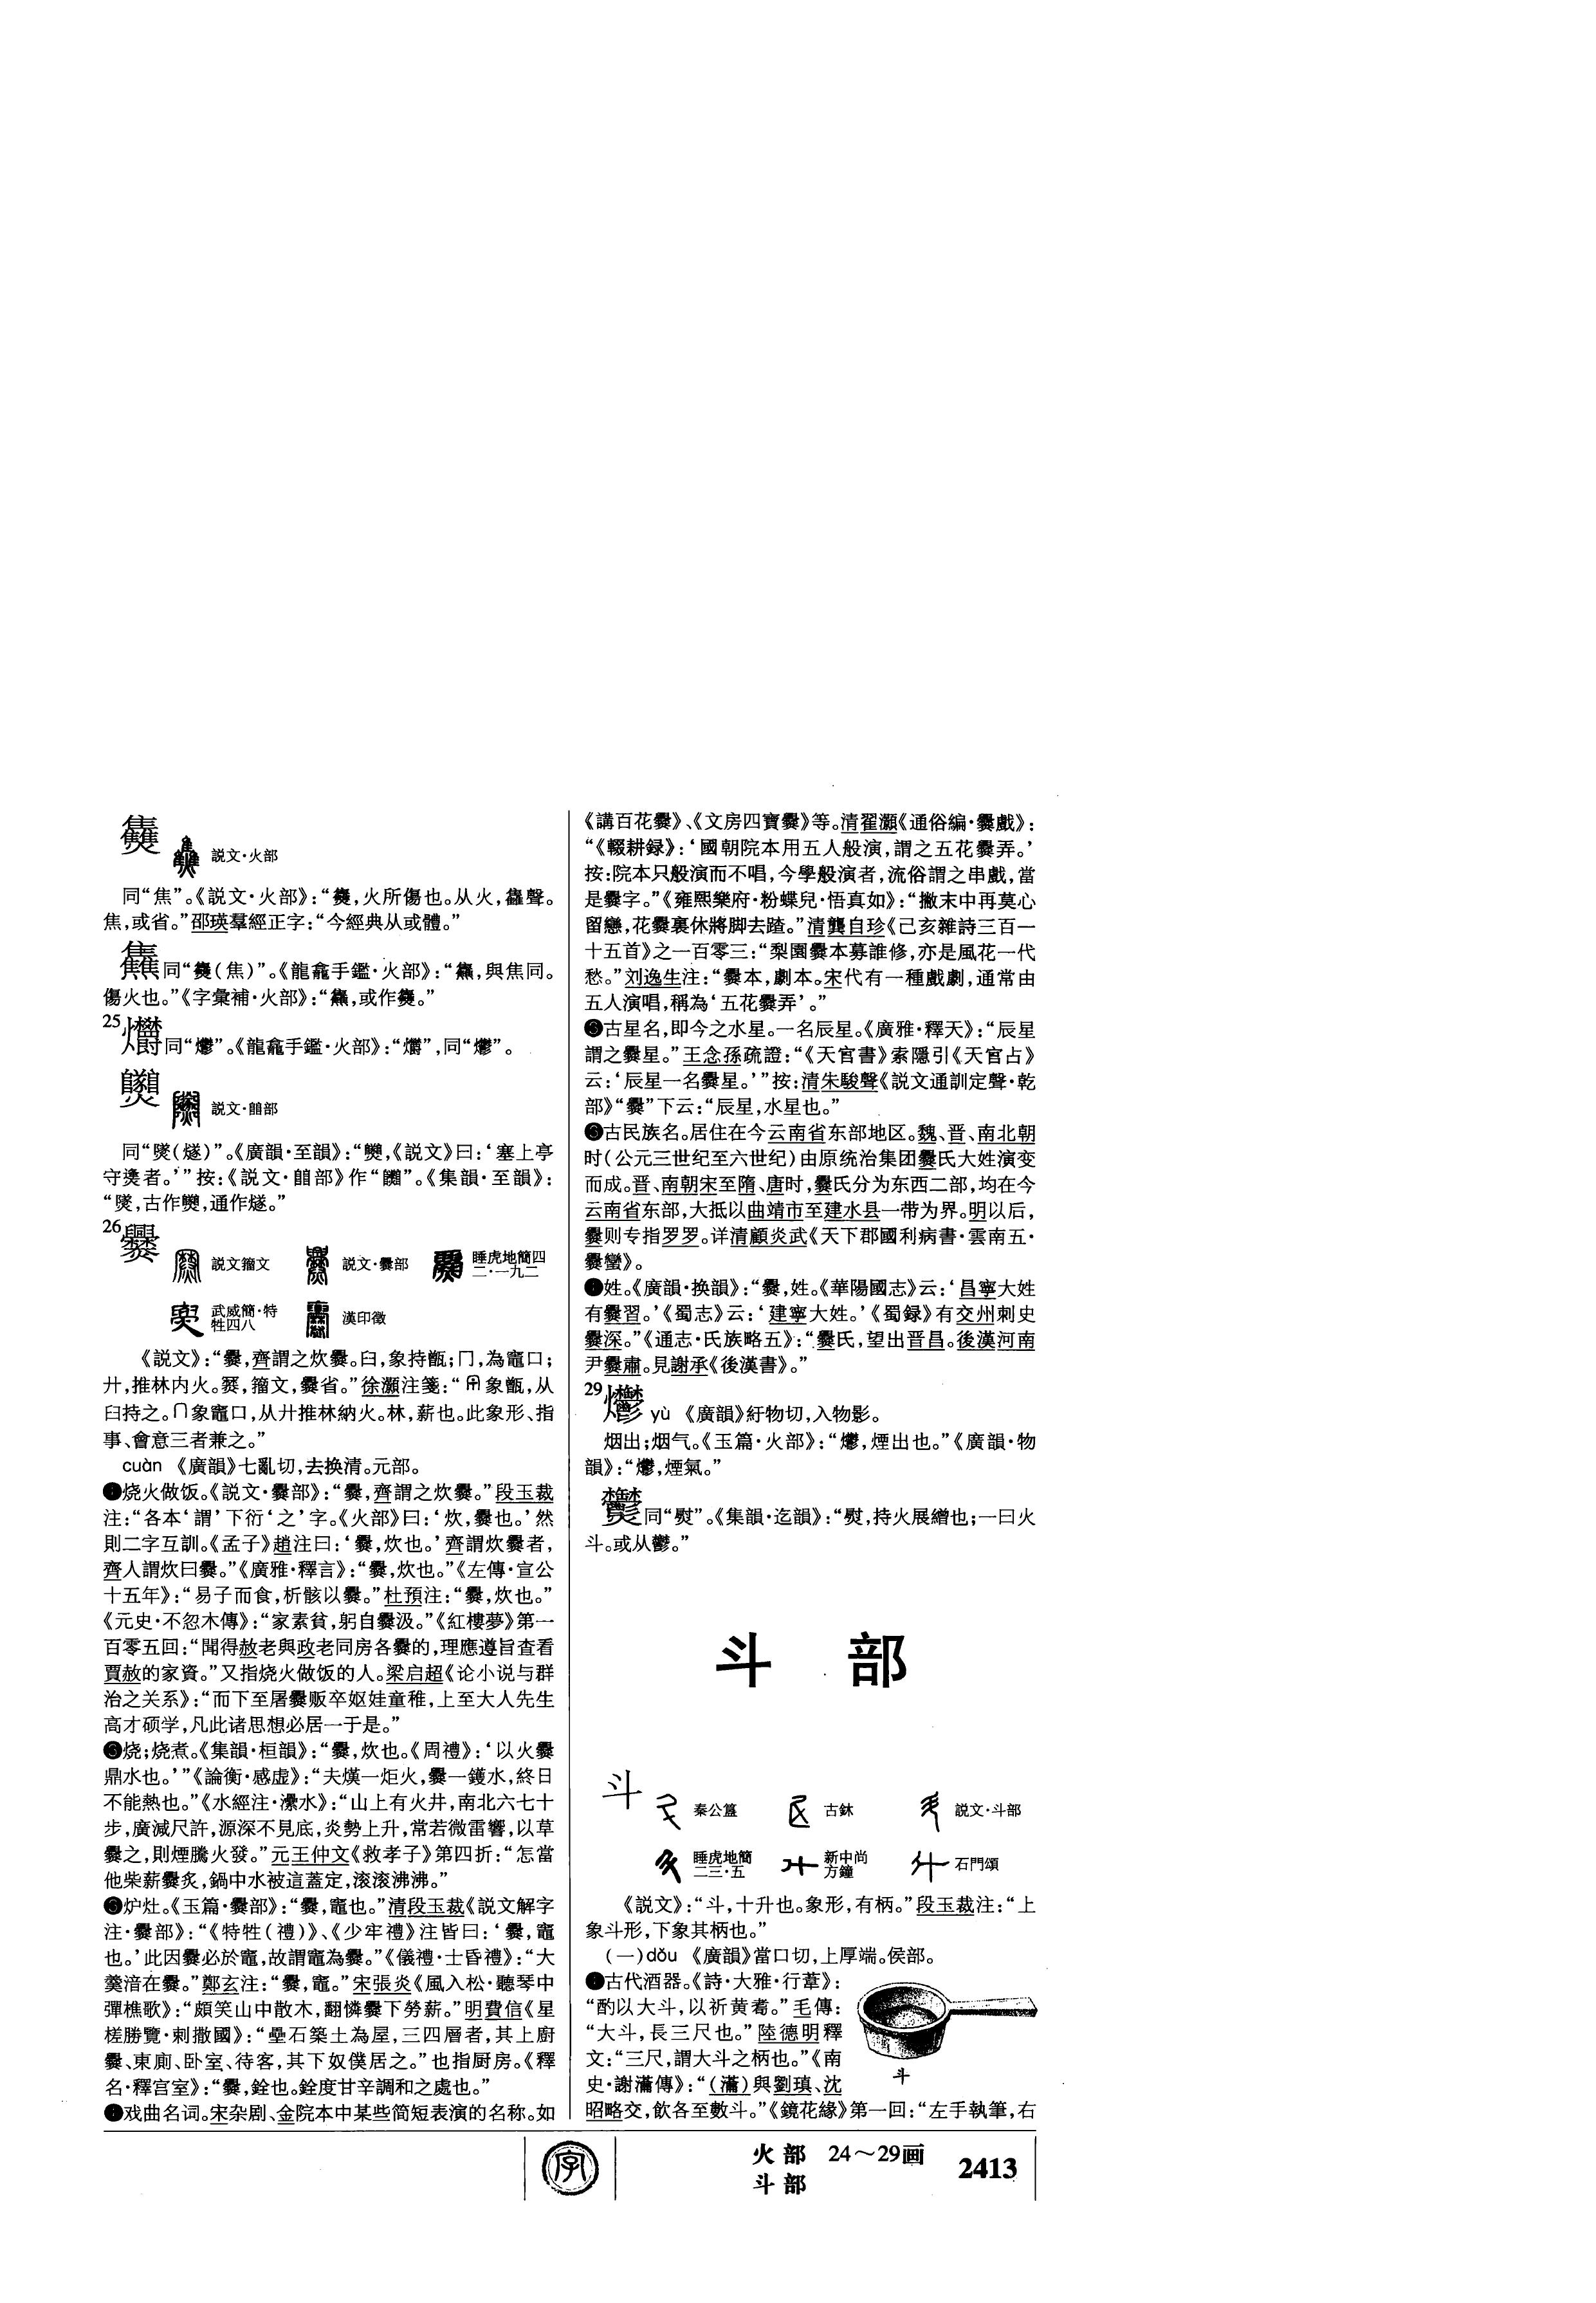 説文·火部
同“焦”。《説文·火部》：“爑，火所傷也。从火，雥聲。
焦，或省。”邵瑛羣經正字：“今經典从或體。”
同“（焦）”。《龍龕手鑑·火部》：“，與焦同。
傷火也。”《字彙補·火部》：“，或作。”
25
同“爩”。《龍龕手鑑·火部》：“”，同“爩”。
説文·䦲部
同“㷭（燧）”。《廣韻·至韻》：“，《説文》曰：‘塞上亭
守㷭者。’”按：《説文·部》作“”。《集韻·至韻》：
“㷭，古作，通作燧。”
26 爨
説文籀文 説文·爨部 睡虎地簡四二·一九二
武威簡·特牲四八 漢印徵
《説文》：“爨，齊謂之炊爨。𦥑，象持甑；冂，為竈口；
廾，推林内火。，籀文，爨省。”徐灝注箋：“象甑，从
𦥑持之。∩象竈口，从廾推林納火。林，薪也。此象形、指
事、會意三者兼之。”
cuàn 《廣韻》七亂切，去换清。元部。
烧火做饭。《説文·爨部》：“爨，齊謂之炊爨。”段玉裁
注：“各本‘謂’下衍‘之’字。《火部》曰：‘炊，爨也。’然
則二字互訓。《孟子》趙注曰：‘爨，炊也。’齊謂炊爨者，
齊人謂炊曰爨。”《廣雅·釋言》：“爨，炊也。”《左傳·宣公
十五年》：“易子而食，析骸以爨。”杜預注：“爨，炊也。”
《元史·不忽木傳》：“家素貧，躬自爨汲。”《紅樓夢》第一
百零五回：“聞得赦老與政老同房各爨的，理應遵旨查看
賈赦的家資。”又指烧火做饭的人。梁启超《论小说与群
治之关系》：“而下至屠爨贩卒妪娃童稚，上至大人先生
高才硕学，凡此诸思想必居一于是。”
烧；烧煮。《集韻·桓韻》：“爨，炊也。《周禮》：‘以火爨
鼎水也。’”《論衡·感虚》：“夫熯一炬火，爨一鑊水，終日
不能熱也。”《水經注·㶟水》：“山上有火井，南北六七十
步，廣減尺許，源深不見底，炎勢上升，常若微雷響，以草
爨之，則煙騰火發。”元王仲文《救孝子》第四折：“怎當
他柴薪爨炙，鍋中水被這蓋定，滚滚沸沸。”
炉灶。《玉篇·爨部》：“爨，竈也。”清段玉裁《説文解字
注·爨部》：“《特牲（禮）》、《少牢禮》注皆曰：‘爨，竈
也。’此因爨必於竈，故謂竈為爨。”《儀禮·士昏禮》：“大
羹湆在爨。”鄭玄注：“爨，竈。”宋張炎《風入松·聽琴中
彈樵歌》：“頗笑山中散木，翻憐爨下勞薪。”明費信《星
槎勝覽·剌撒國》：“壘石築土為屋，三四層者，其上廚
爨、東廁、卧室、待客，其下奴僕居之。”也指厨房。《釋
名·釋宫室》：“爨，銓也。銓度甘辛調和之處也。”
戏曲名词。宋杂剧、金院本中某些简短表演的名称。如
《講百花爨》、《文房四寶爨》等。清翟灝《通俗編·爨戲》：
“《輟耕録》：‘國朝院本用五人般演，謂之五花爨弄。’
按：院本只般演而不唱，今學般演者，流俗謂之串戲，當
是爨字。”《雍熙樂府·粉蝶兒·悟真如》：“撇末中再莫心
留戀，花爨裏休將脚去蹅。”清龔自珍《己亥雜詩三百一
十五首》之一百零三：“梨園爨本募誰修，亦是風花一代
愁。”刘逸生注：“爨本，劇本。宋代有一種戲劇，通常由
五人演唱，稱為‘五花爨弄’。”
古星名，即今之水星。一名辰星。《廣雅·釋天》：“辰星
謂之爨星。”王念孫疏證：“《天官書》索隱引《天官占》
云：‘辰星一名爨星。’”按：清朱駿聲《説文通訓定聲·乾
部》“爨”下云：“辰星，水星也。”
古民族名。居住在今云南省东部地区。魏、晋、南北朝
时（公元三世纪至六世纪）由原统治集团爨氏大姓演变
而成。晋、南朝宋至隋、唐时，爨氏分为东西二部，均在今
云南省东部，大抵以曲靖市至建水县一带为界。明以后，
爨则专指罗罗。详清顧炎武《天下郡國利病書·雲南五·
爨蠻》。
姓。《廣韻·换韻》：“爨，姓。《華陽國志》云：‘昌寧大姓
有爨習。’《蜀志》云：‘建寧大姓。’《蜀録》有交州刺史
爨深。”《通志·氏族略五》：“爨氏，望出晋昌。後漢河南
尹爨肅。見謝承《後漢書》。”
29 爩 yù 《廣韻》紆物切，入物影。
烟出；烟气。《玉篇·火部》：“爩，煙出也。”《廣韻·物
韻》：“爩，煙氣。”
同“熨”。《集韻·迄韻》：“熨，持火展繒也；一曰火
斗。或从鬱。”
斗 部
斗
秦公簋 古鉨 説文·斗部
睡虎地簡二三·五 新中尚方鐘 石門頌
《説文》：“斗，十升也。象形，有柄。”段玉裁注：“上
象斗形，下象其柄也。”
（一）dǒu 《廣韻》當口切，上厚端。侯部。
古代酒器。《詩·大雅·行葦》：
“酌以大斗，以祈黄耇。”毛傳：
“大斗，長三尺也。”陸德明釋
文：“三尺，謂大斗之柄也。”《南
史·謝瀟傳》：“（瀟）與劉瑱、沈
斗
昭略交，飲各至數斗。”《鏡花緣》第一回：“左手執筆，右
字
火部 24～29画
斗部
2413